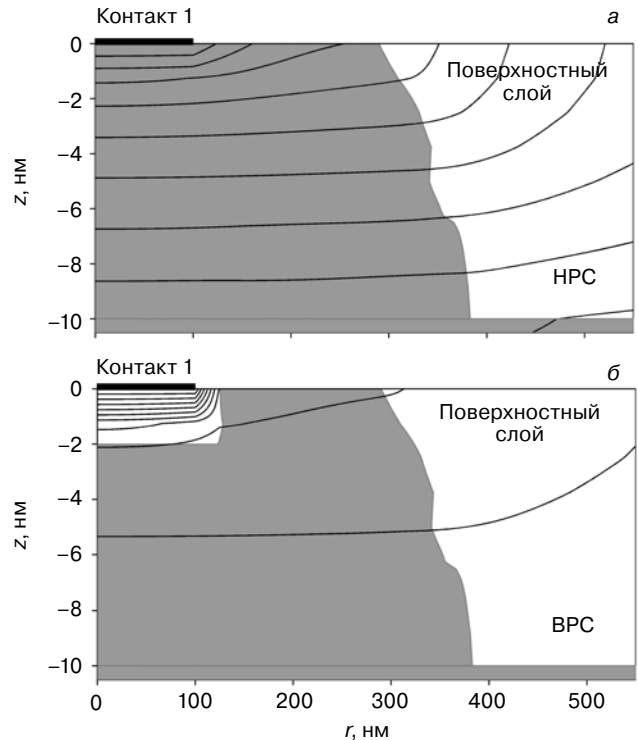 Контакт 1
а
0
Поверхностный
слой
−2
−4
z, нм
−6
−8
НРС
−10
Контакт 1
б
0
Поверхностный
слой
−2
−4
z, нм
−6
−8
ВРС
−10
0 100 200 300 400 500
r, нм